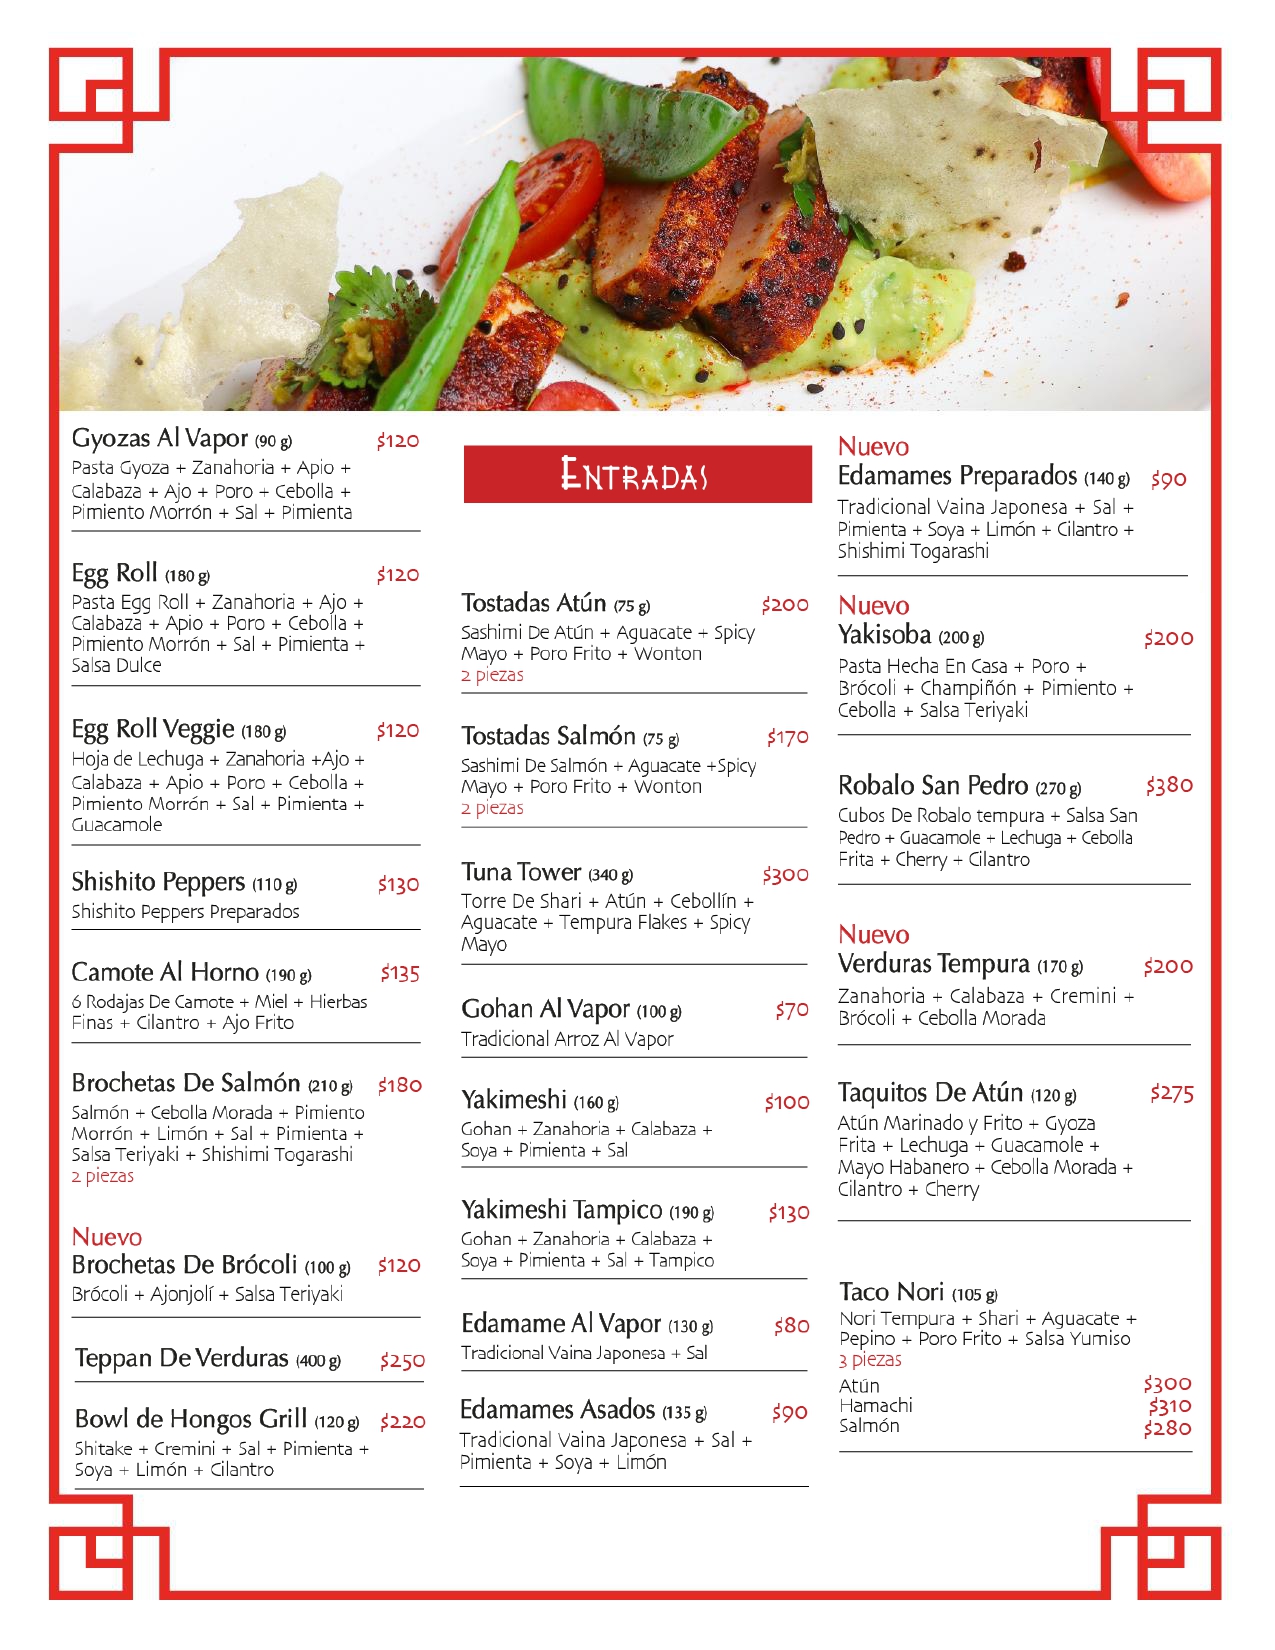 Gyozas Al Vapor (90 g) $120
Pasta Gyoza + Zanahoria + Apio +
Calabaza + Ajo + Poro + Cebolla +
Pimiento Morrón + Sal + Pimienta
Egg Roll (180 g) $120
Pasta Egg Roll + Zanahoria + Ajo +
Calabaza + Apio + Poro + Cebolla +
Pimiento Morrón + Sal + Pimienta +
Salsa Dulce
Egg Roll Veggie (180 g) $120
Hoja de Lechuga + Zanahoria +Ajo +
Calabaza + Apio + Poro + Cebolla +
Pimiento Morrón + Sal + Pimienta +
Guacamole
Shishito Peppers (110 g) $130
Shishito Peppers Preparados
Camote Al Horno (190 g) $135
6 Rodajas De Camote + Miel + Hierbas
Finas + Cilantro + Ajo Frito
Brochetas De Salmón (210 g) $180
Salmón + Cebolla Morada + Pimiento
Morrón + Limón + Sal + Pimienta +
Salsa Teriyaki + Shishimi Togarashi
2 piezas
Nuevo
Brochetas De Brócoli (100 g) $120
Brócoli + Ajonjolí + Salsa Teriyaki
Teppan De Verduras (400 g) $250
Bowl de Hongos Grill (120 g) $220
Shitake + Cremini + Sal + Pimienta +
Soya + Limón + Cilantro
ENTRADAS
Tostadas Atún (75 g) $200
Sashimi De Atún + Aguacate + Spicy
Mayo + Poro Frito + Wonton
2 piezas
Tostadas Salmón (75 g) $170
Sashimi De Salmón + Aguacate +Spicy
Mayo + Poro Frito + Wonton
2 piezas
Tuna Tower (340 g) $300
Torre De Shari + Atún + Cebollín +
Aguacate + Tempura Flakes + Spicy
Mayo
Gohan Al Vapor (100 g) $70
Tradicional Arroz Al Vapor
Yakimeshi (160 g) $100
Gohan + Zanahoria + Calabaza +
Soya + Pimienta + Sal
Yakimeshi Tampico (190 g) $130
Gohan + Zanahoria + Calabaza +
Soya + Pimienta + Sal + Tampico
Edamame Al Vapor (130 g) $80
Tradicional Vaina Japonesa + Sal
Edamames Asados (135 g) $90
Tradicional Vaina Japonesa + Sal +
Pimienta + Soya + Limón
Nuevo
Edamames Preparados (140 g) $90
Tradicional Vaina Japonesa + Sal +
Pimienta + Soya + Limón + Cilantro +
Shishimi Togarashi
Nuevo
Yakisoba (200 g) $200
Pasta Hecha En Casa + Poro +
Brócoli + Champiñón + Pimiento +
Cebolla + Salsa Teriyaki
Robalo San Pedro (270 g) $380
Cubos De Robalo tempura + Salsa San
Pedro + Guacamole + Lechuga + Cebolla
Frita + Cherry + Cilantro
Nuevo
Verduras Tempura (170 g) $200
Zanahoria + Calabaza + Cremini +
Brócoli + Cebolla Morada
Taquitos De Atún (120 g) $275
Atún Marinado y Frito + Gyoza
Frita + Lechuga + Guacamole +
Mayo Habanero + Cebolla Morada +
Cilantro + Cherry
Taco Nori (105 g)
Nori Tempura + Shari + Aguacate +
Pepino + Poro Frito + Salsa Yumiso
3 piezas
Atún $300
Hamachi $310
Salmón $280